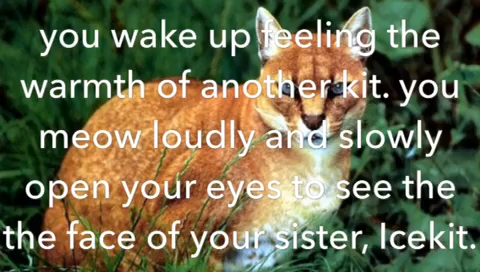 you wake up feeling the
warmth of another kit. you
meow loudly and slowly
open your eyes to see the
the face of your sister, Icekit.